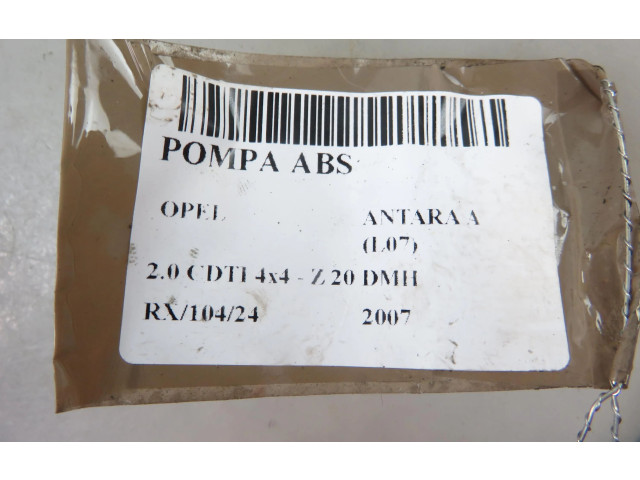 POMPA ABS
OPEL ANTARA A
(L07)
2.0 CDTI 4x4 - Z 20 DMH
RX/104/24 2007